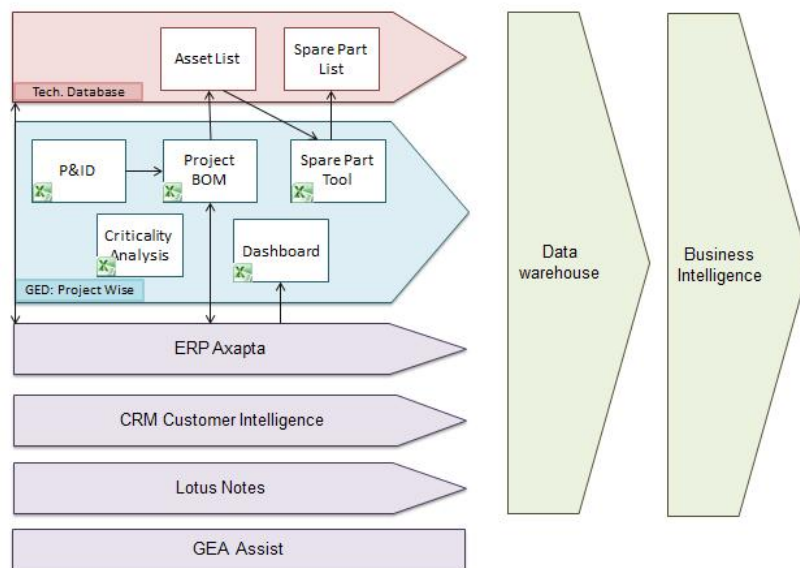 Asset List
Spare Part
List
Tech. Database
P&ID
Project
BOM
Spare Part
Tool
Criticality
Analysis
Dashboard
GED: Project Wise
ERP Axapta
CRM Customer Intelligence
Lotus Notes
GEA Assist
Data
warehouse
Business
Intelligence